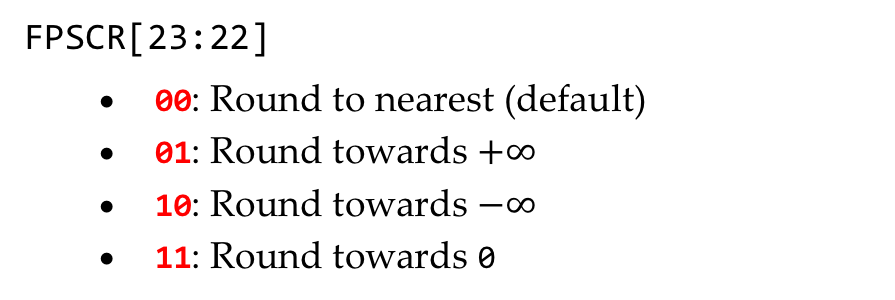 FPSCR[23:22]
• 00: Round to nearest (default)
• 01: Round towards +∞
• 10: Round towards −∞
• 11: Round towards 0